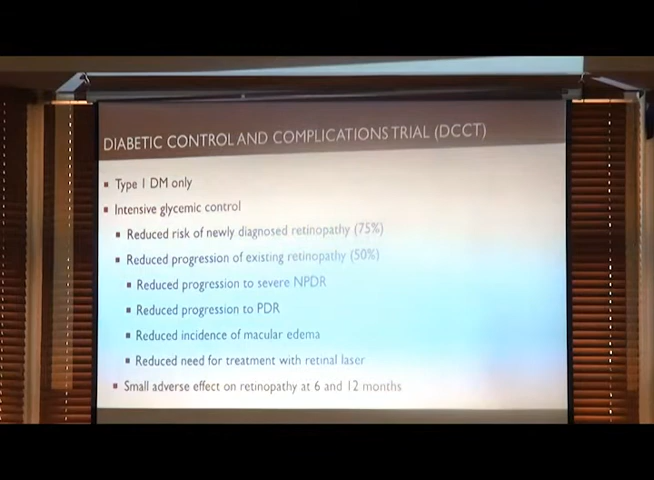 DIABETIC CONTROL AND COMPLICATIONS TRIAL (DCCT)
▪ Type 1 DM only
▪ Intensive glycemic control
▪ Reduced risk of newly diagnosed retinopathy (75%)
▪ Reduced progression of existing retinopathy (50%)
▪ Reduced progression to severe NPDR
▪ Reduced progression to PDR
▪ Reduced incidence of macular edema
▪ Reduced need for treatment with retinal laser
▪ Small adverse effect on retinopathy at 6 and 12 months